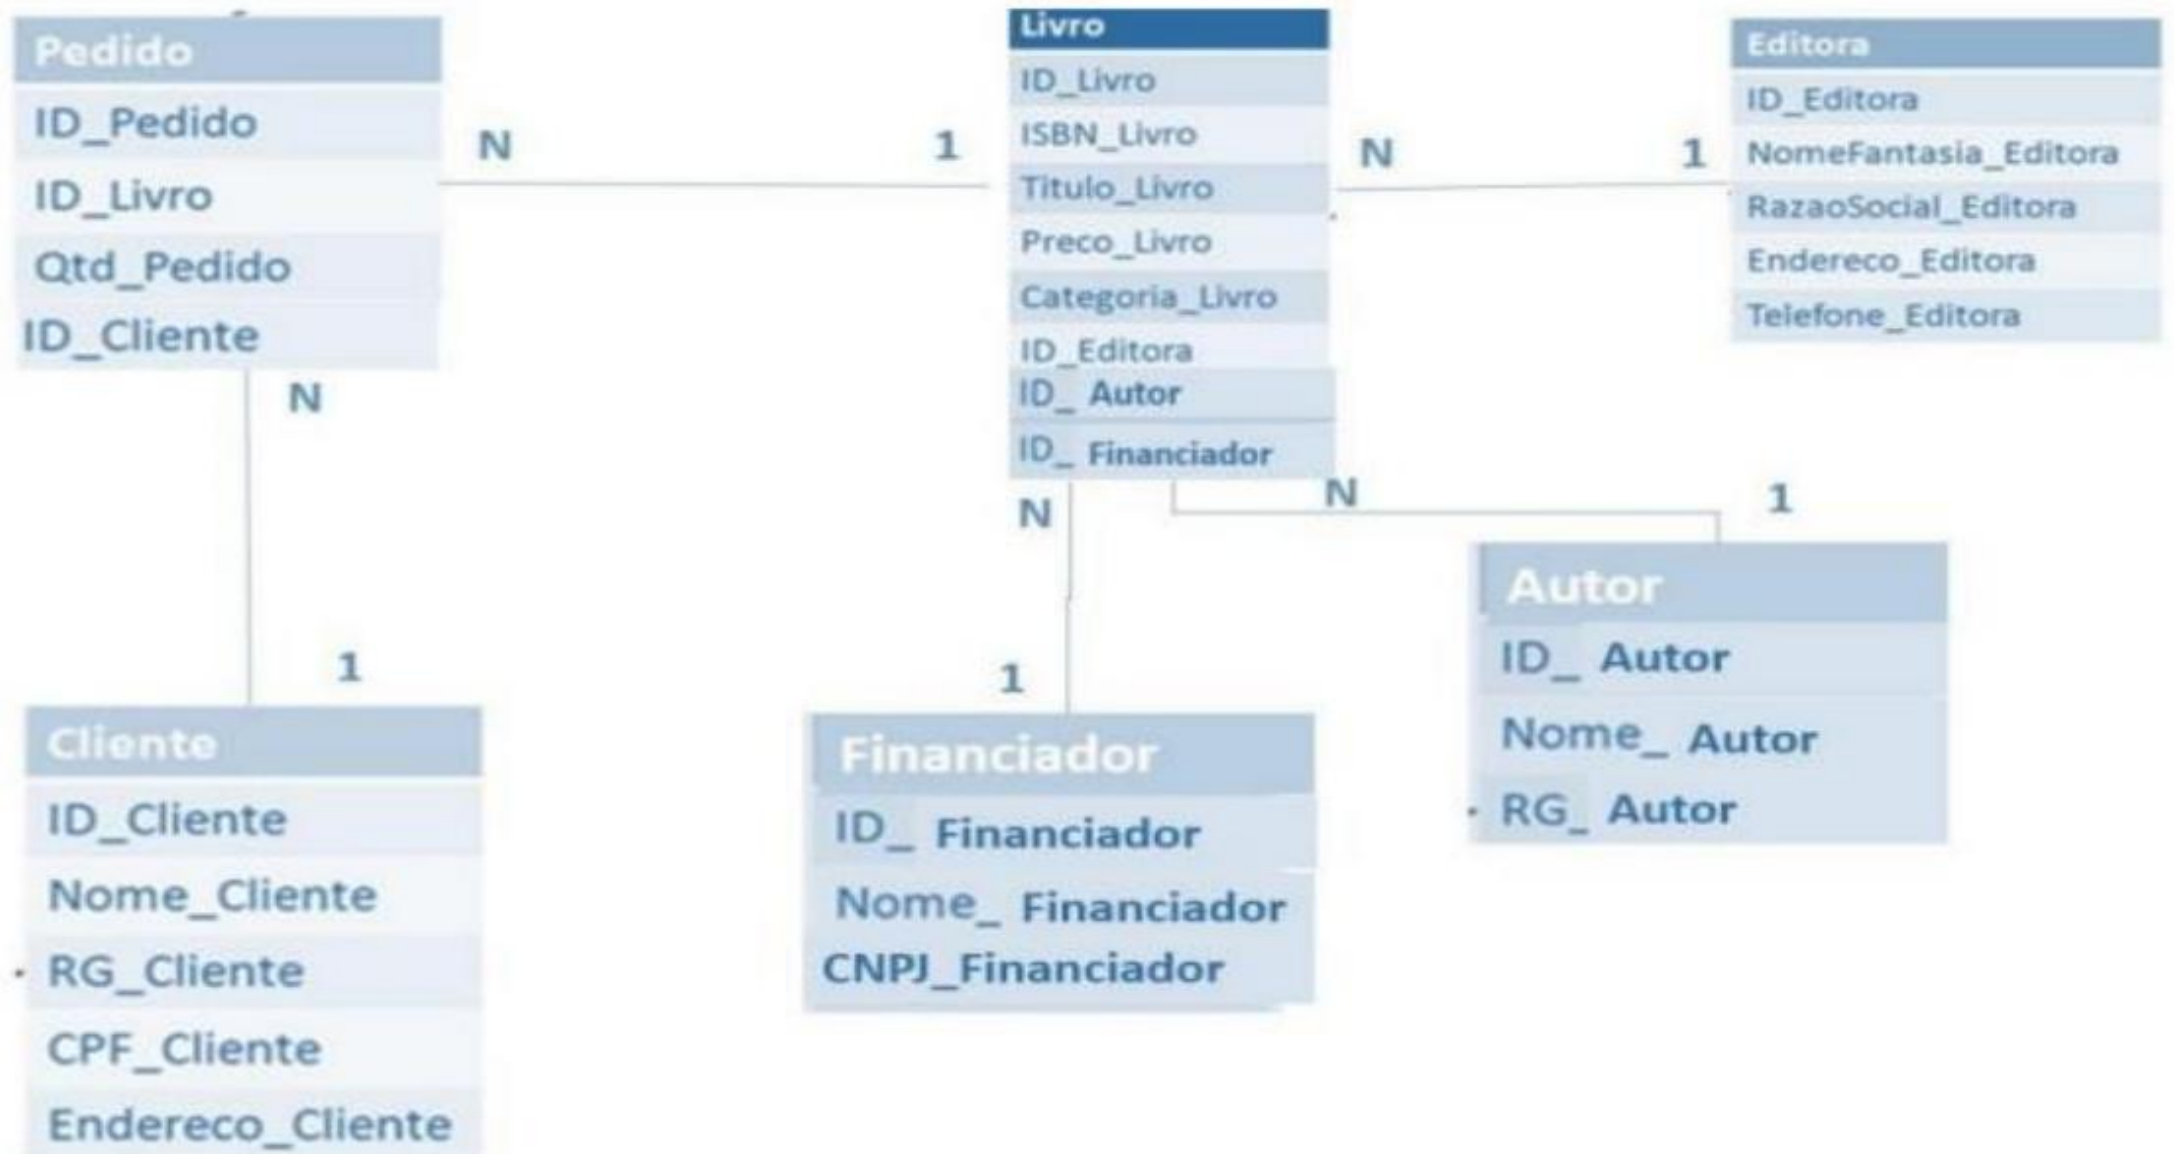 Pedido
ID_Pedido
ID_Livro
Qtd_Pedido
ID_Cliente
N
1
Livro
ID_Livro
ISBN_Livro
Titulo_Livro
Preco_Livro
Categoria_Livro
ID_Editora
ID_ Autor
ID_ Financiador
N
1
Editora
ID_Editora
NomeFantasia_Editora
RazaoSocial_Editora
Endereco_Editora
Telefone_Editora
N
1
Cliente
ID_Cliente
Nome_Cliente
RG_Cliente
CPF_Cliente
Endereco_Cliente
N
1
Financiador
ID_ Financiador
Nome_ Financiador
CNPJ_Financiador
N
1
Autor
ID_ Autor
Nome_ Autor
RG_ Autor